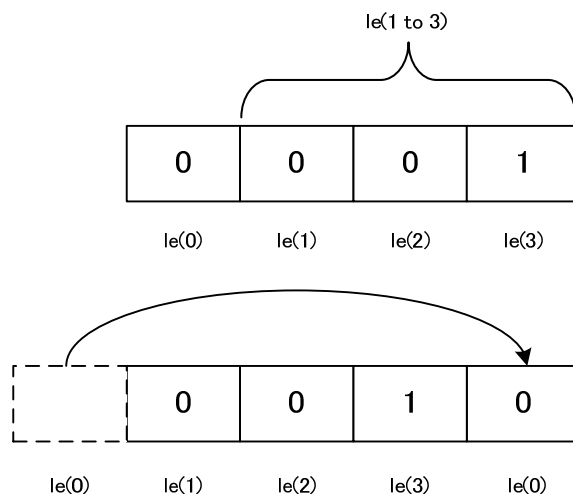 le(1 to 3)
0 0 0 1
le(0) le(1) le(2) le(3)
0 0 1 0
le(0) le(1) le(2) le(3) le(0)